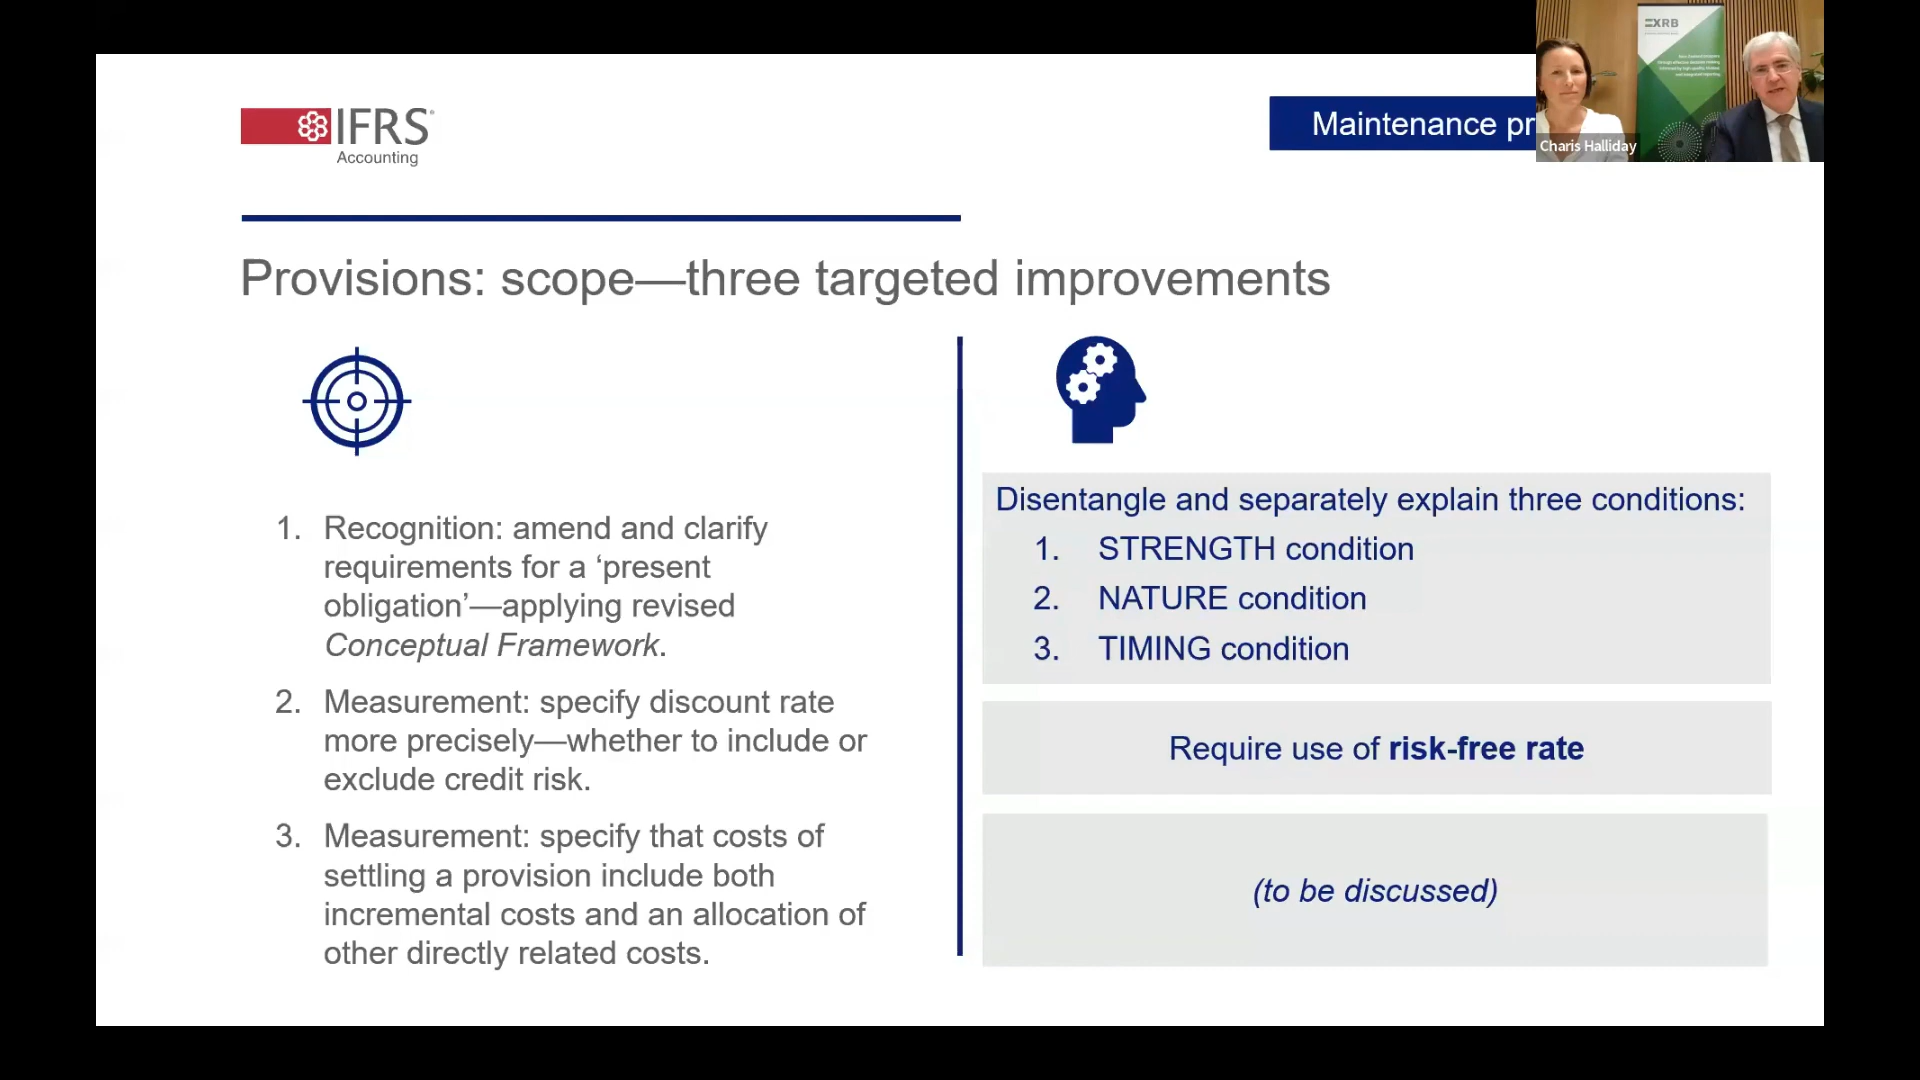 IFRS®
Accounting
Maintenance pr
XRB
Charis Halliday
Provisions: scope—three targeted improvements
1. Recognition: amend and clarify
requirements for a ‘present
obligation’—applying revised
Conceptual Framework.
2. Measurement: specify discount rate
more precisely—whether to include or
exclude credit risk.
3. Measurement: specify that costs of
settling a provision include both
incremental costs and an allocation of
other directly related costs.
Disentangle and separately explain three conditions:
1. STRENGTH condition
2. NATURE condition
3. TIMING condition
Require use of risk-free rate
(to be discussed)